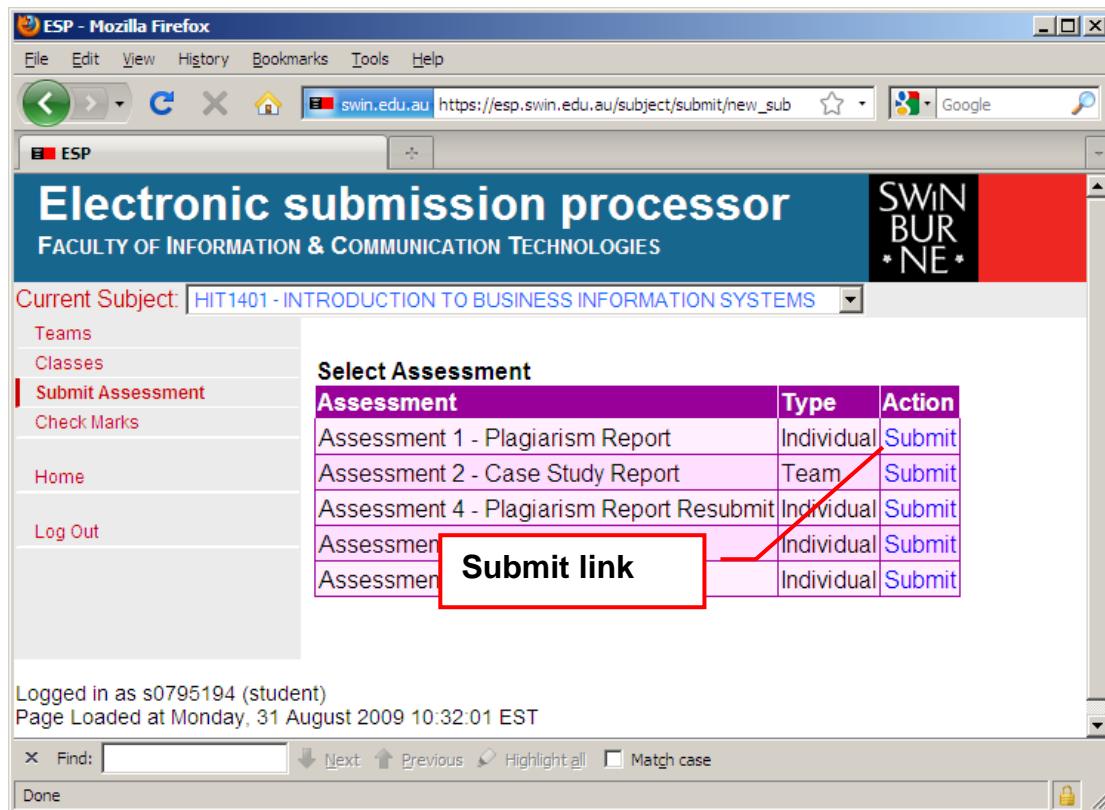 ESP - Mozilla Firefox
File Edit View History Bookmarks Tools Help
swin.edu.au https://esp.swin.edu.au/subject/submit/new_sub Google
ESP
Electronic submission processor
FACULTY OF INFORMATION & COMMUNICATION TECHNOLOGIES
SWiN
BUR
* NE *
Current Subject: HIT1401 - INTRODUCTION TO BUSINESS INFORMATION SYSTEMS
Teams
Classes
Submit Assessment
Check Marks
Home
Log Out
Select Assessment
Assessment Type Action
Assessment 1 - Plagiarism Report Individual Submit
Assessment 2 - Case Study Report Team Submit
Assessment 4 - Plagiarism Report Resubmit Individual Submit
Assessmen Individual Submit
Assessmen Individual Submit
Submit link
Logged in as s0795194 (student)
Page Loaded at Monday, 31 August 2009 10:32:01 EST
Find: Next Previous Highlight all Match case
Done